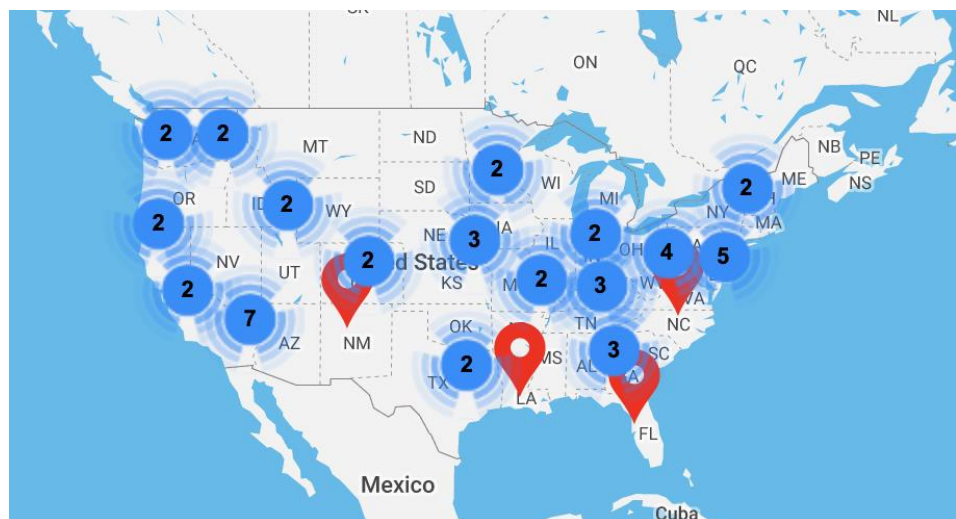 NL
ON
QC
2
2
MT
ND
NB
PE
2
WI
ME
NS
OR
2
ID
WY
SD
MI
2
NY
MA
2
NE
3
IA
2
OH
4
5
NV
UT
2
d States
KS
IL
2
2
3
VA
7
AZ
NM
OK
TN
NC
2
TX
MS
AL
3
SC
LA
FL
Mexico
Cuba